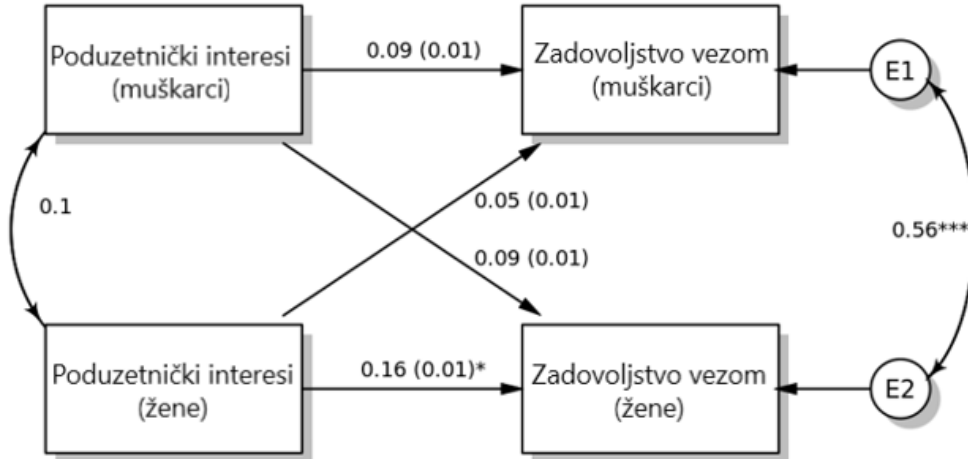 Poduzetnički interesi
(muškarci)
0.09 (0.01)
Zadovoljstvo vezom
(muškarci)
E1
0.1
0.05 (0.01)
0.09 (0.01)
0.56***
Poduzetnički interesi
(žene)
0.16 (0.01)*
Zadovoljstvo vezom
(žene)
E2